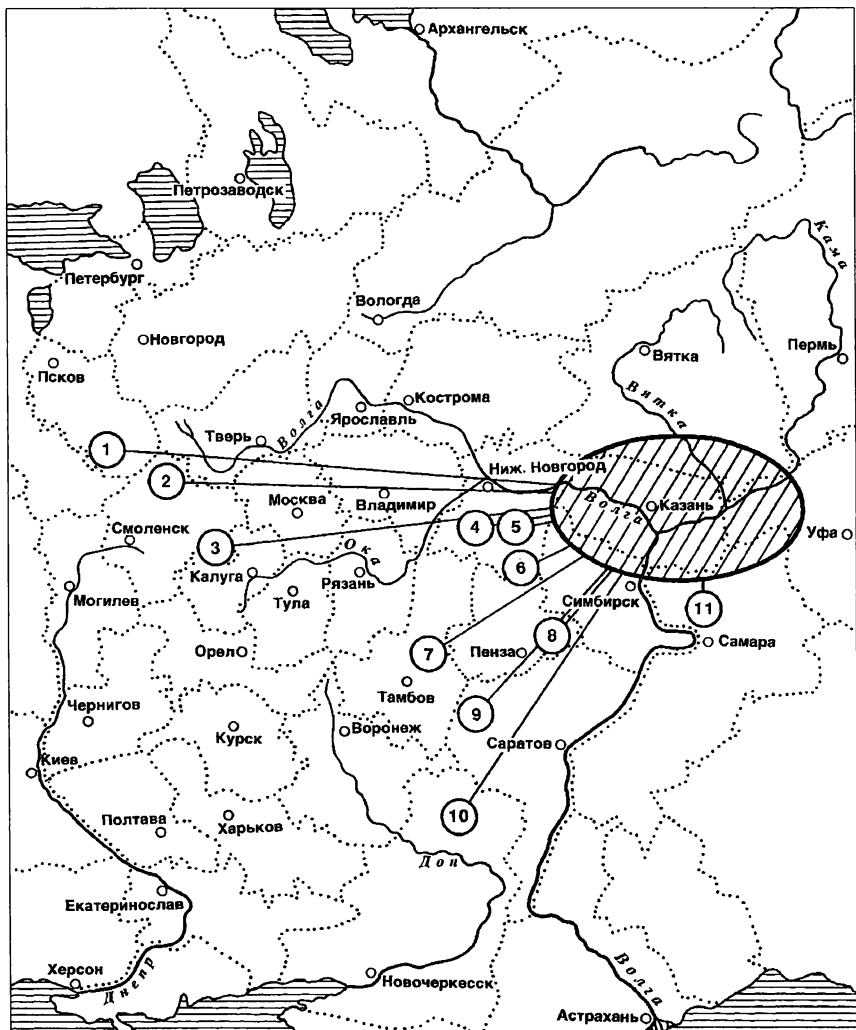 Архангельск
Петрозаводск
Кама
Петербург
Вологда
Новгород
Вятка
Пермь
Псков
Кострома
Вятка
Ярославль
Волга
Тверь
1
Ниж. Новгород
2
Волга
Казань
Москва
Владимир
4
5
Смоленск
3
Ока
Уфа
6
Калуга
Рязань
Могилев
Тула
Симбирск
11
8
Орел
7
Пенза
Самара
Тамбов
Чернигов
9
Курск
Воронеж
Саратов
Киев
10
Полтава
Харьков
Дон
Екатеринослав
Херсон
Днепр
Новочеркесск
Волга
Астрахань